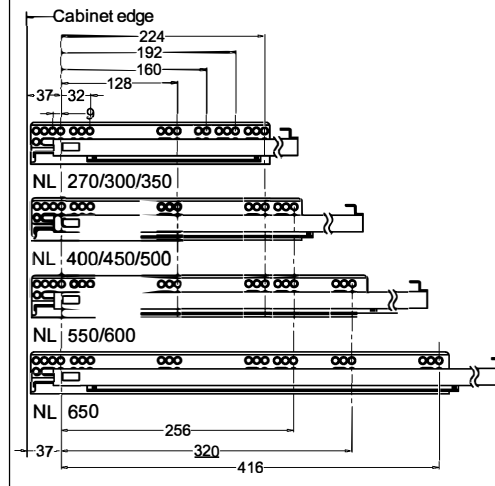 Cabinet edge
224
192
160
128
37 32
9
NL 270/300/350
NL 400/450/500
NL 550/600
NL 650
256
37 320
416